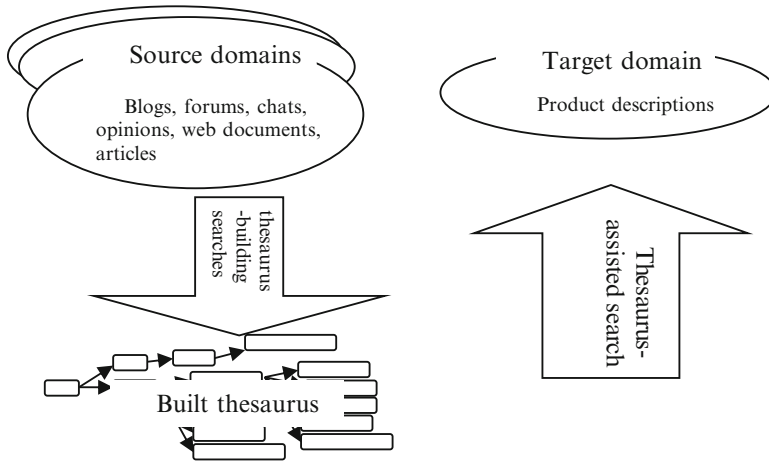 Source domains
Blogs, forums, chats,
opinions, web documents,
articles
Target domain
Product descriptions
thesaurus
-building
searches
Thesaurus-
assisted search
Built thesaurus